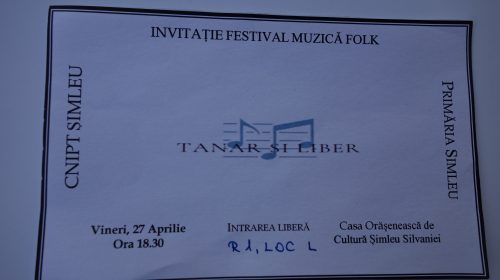 INVITAȚIE FESTIVAL MUZICĂ FOLK
CNIPT ȘIMLEU
PRIMĂRIA ȘIMLEU
TANAR SI LIBER
Vineri, 27 Aprilie
Ora 18.30
INTRAREA LIBERĂ
R1, LOC L
Casa Orășenească de
Cultură Șimleu Silvaniei